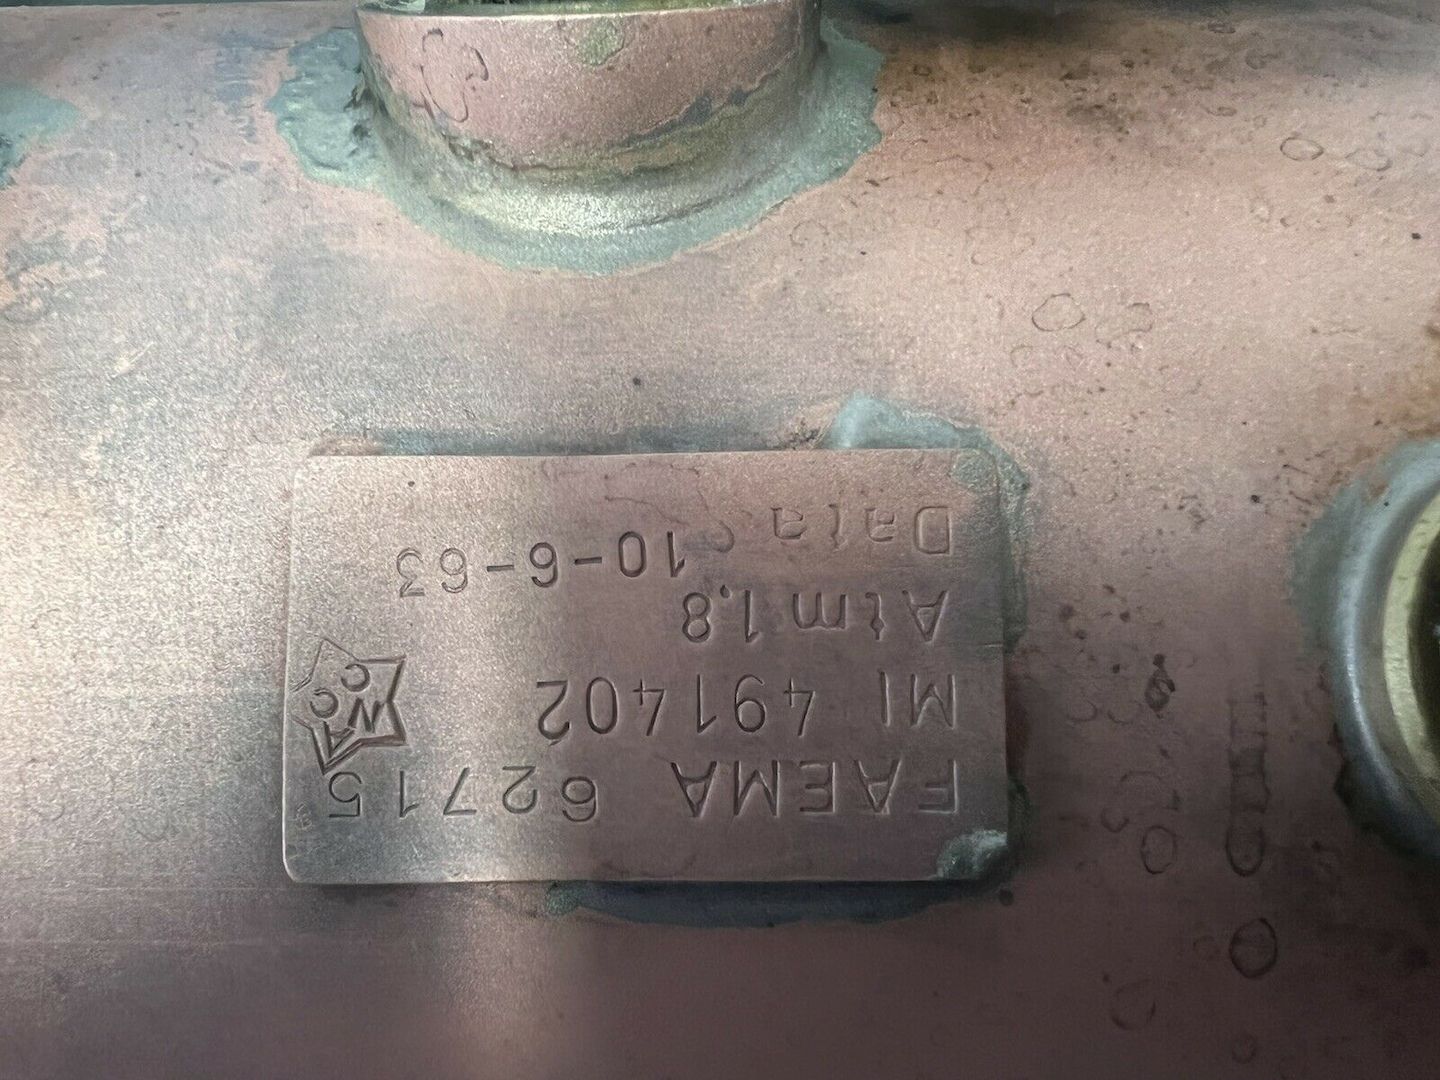 FAEMA 62715
MI 491402
Atm 1,8
Data 10-6-63